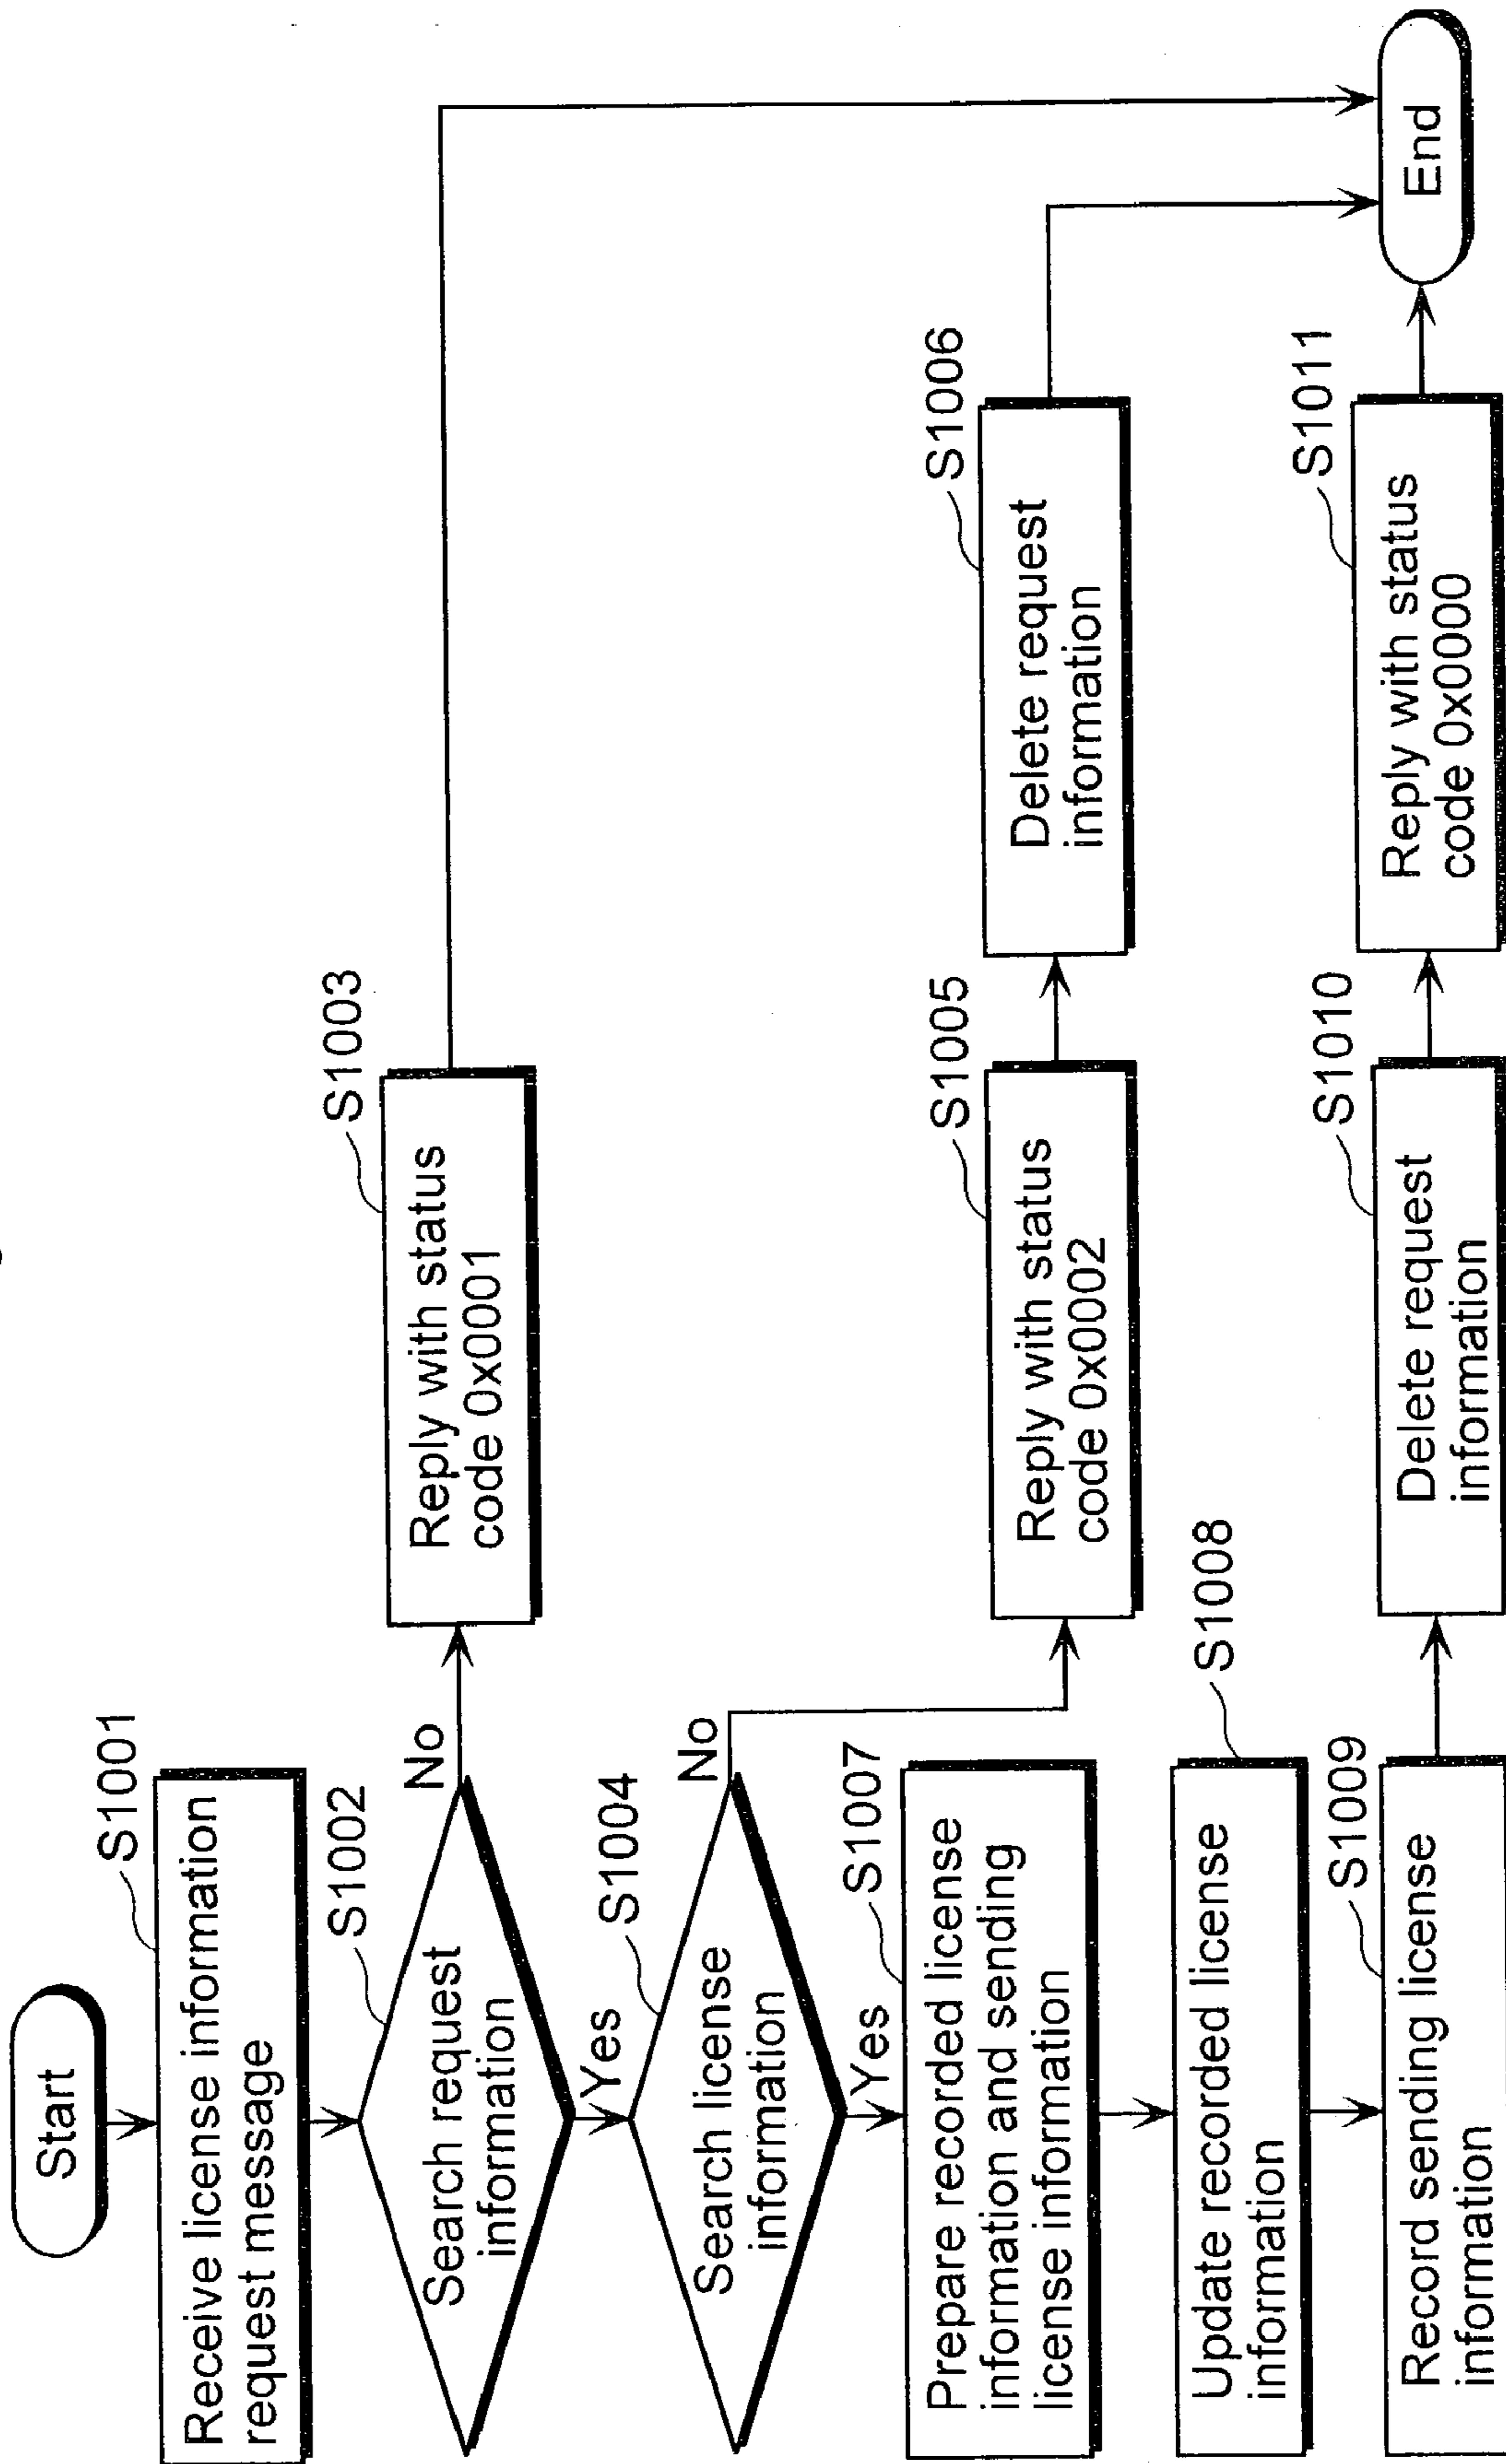 Start
S1001
Receive license information
request message
S1002
Search request
information
No
S1003
Reply with status
code 0x0001
Yes
S1004
Search license
information
No
S1005
Reply with status
code 0x0002
S1006
Delete request
information
Yes
S1007
Prepare recorded license
information and sending
license information
S1008
Update recorded license
information
S1009
Record sending license
information
S1010
Delete request
information
S1011
Reply with status
code 0x0000
End